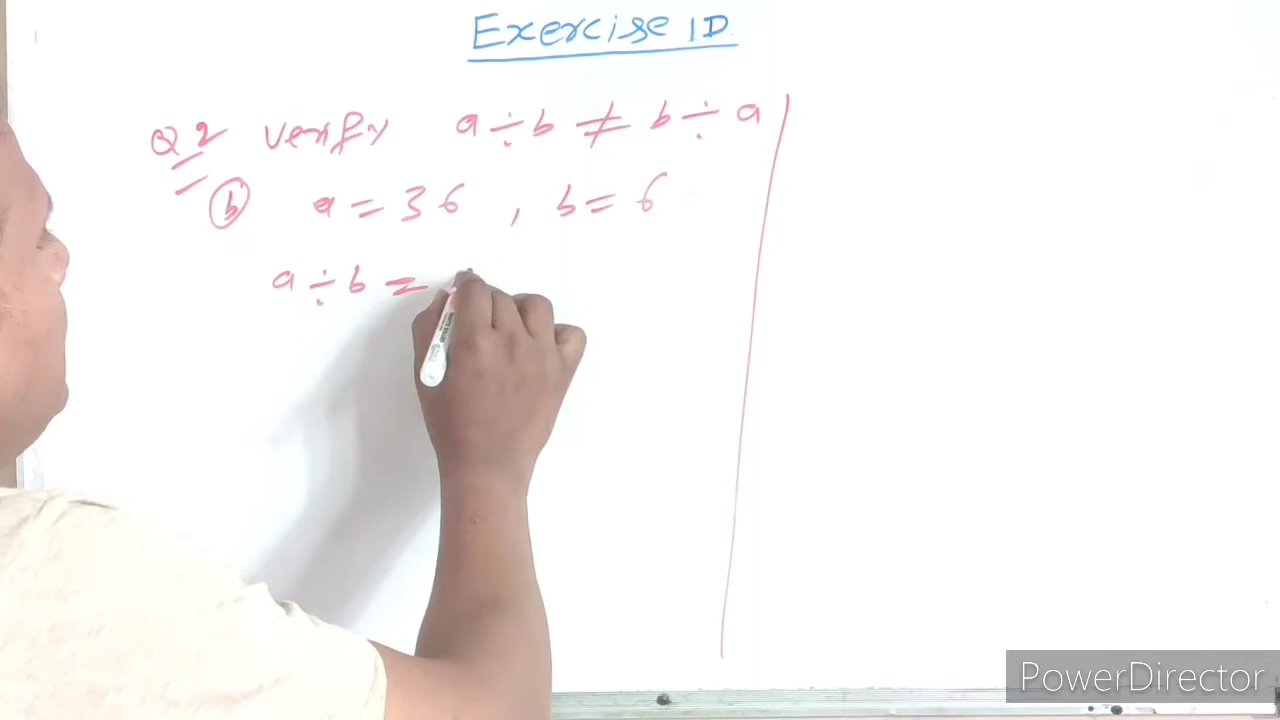 Exercise 1D
Q2 Verify a ÷ b ≠ b ÷ a
(b) a = 36 , b = 6
a ÷ b =
PowerDirector